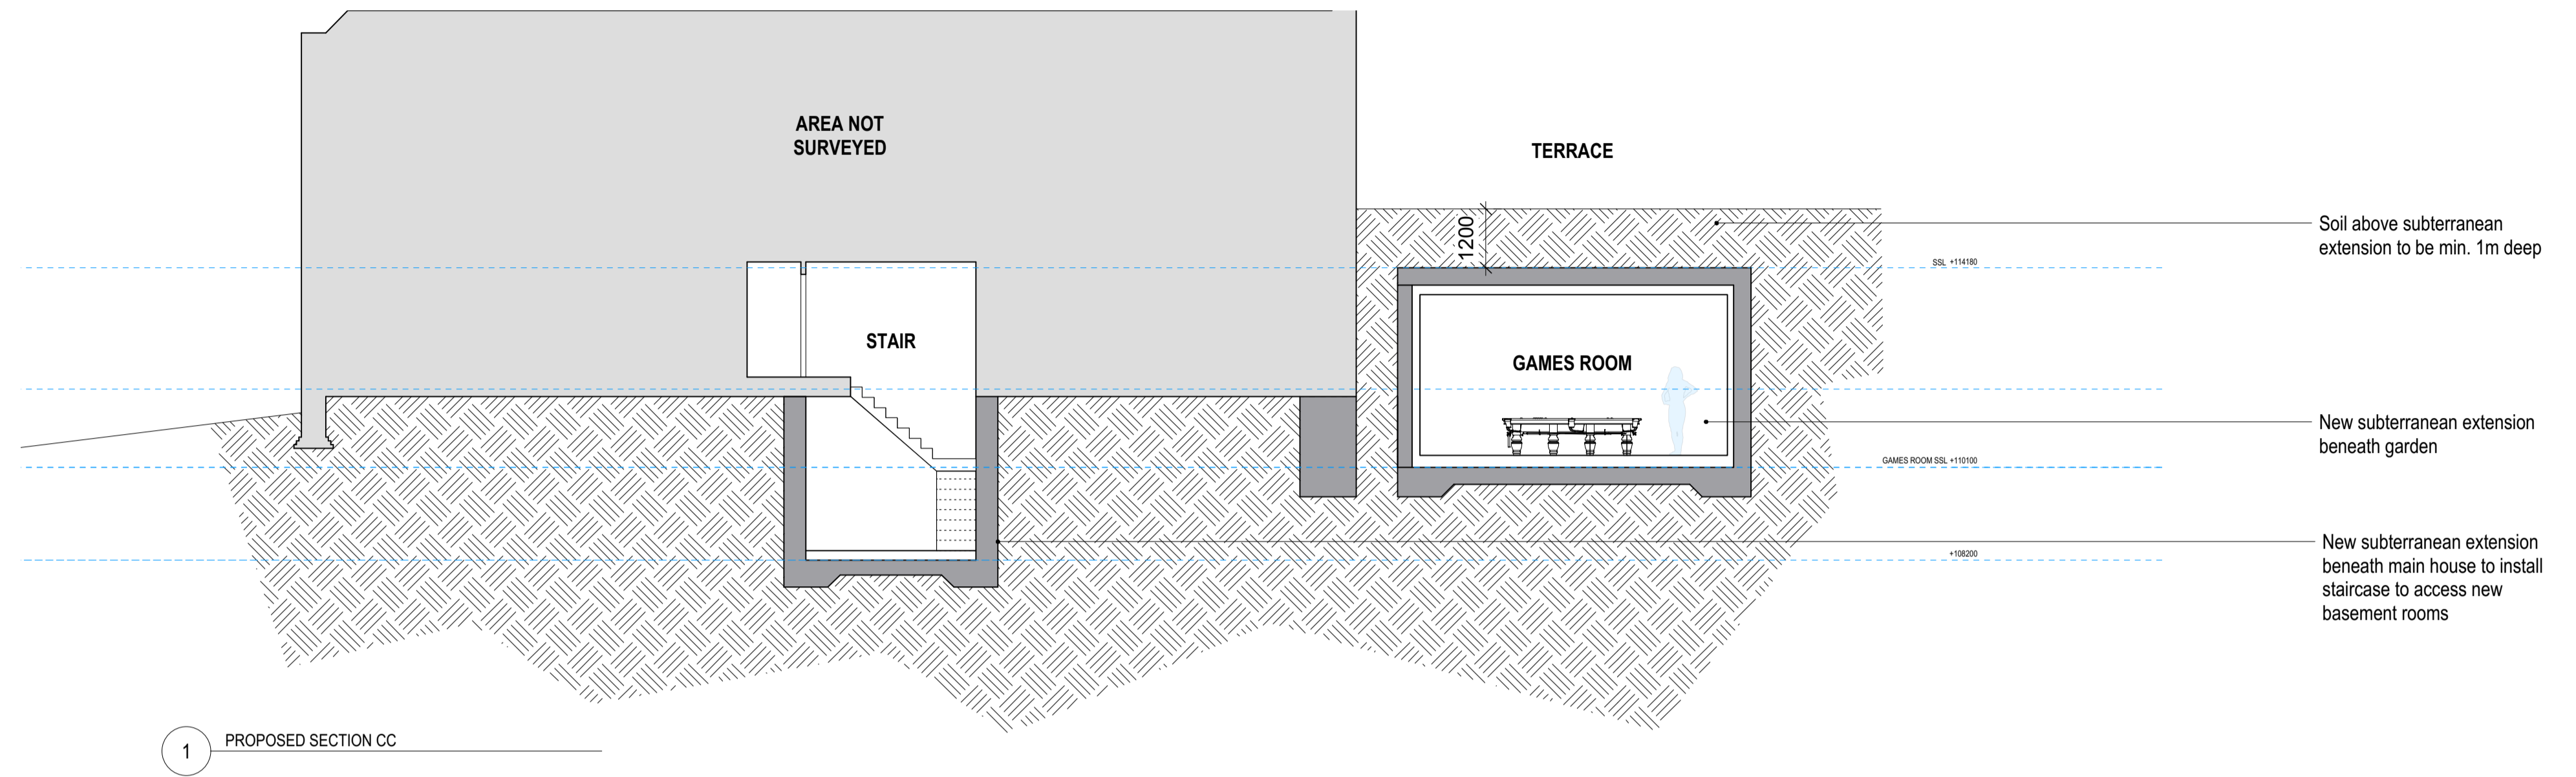 AREA NOT
SURVEYED
TERRACE
1200
Soil above subterranean
extension to be min. 1m deep
SSL +114180
STAIR
GAMES ROOM
New subterranean extension
beneath garden
GAMES ROOM SSL +110100
New subterranean extension
beneath main house to install
staircase to access new
basement rooms
+108200
1
PROPOSED SECTION CC